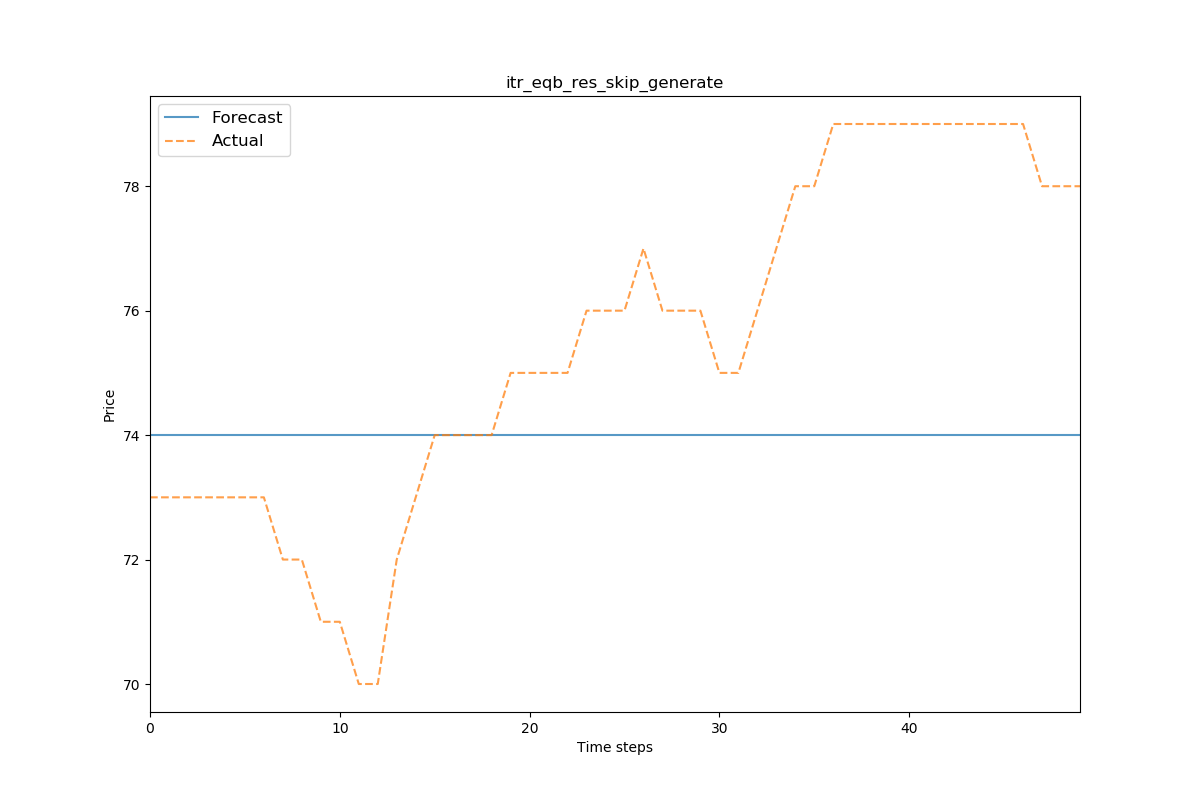 itr_eqb_res_skip_generate
Forecast
Actual
78
76
74
72
70
Price
0 10 20 30 40
Time steps